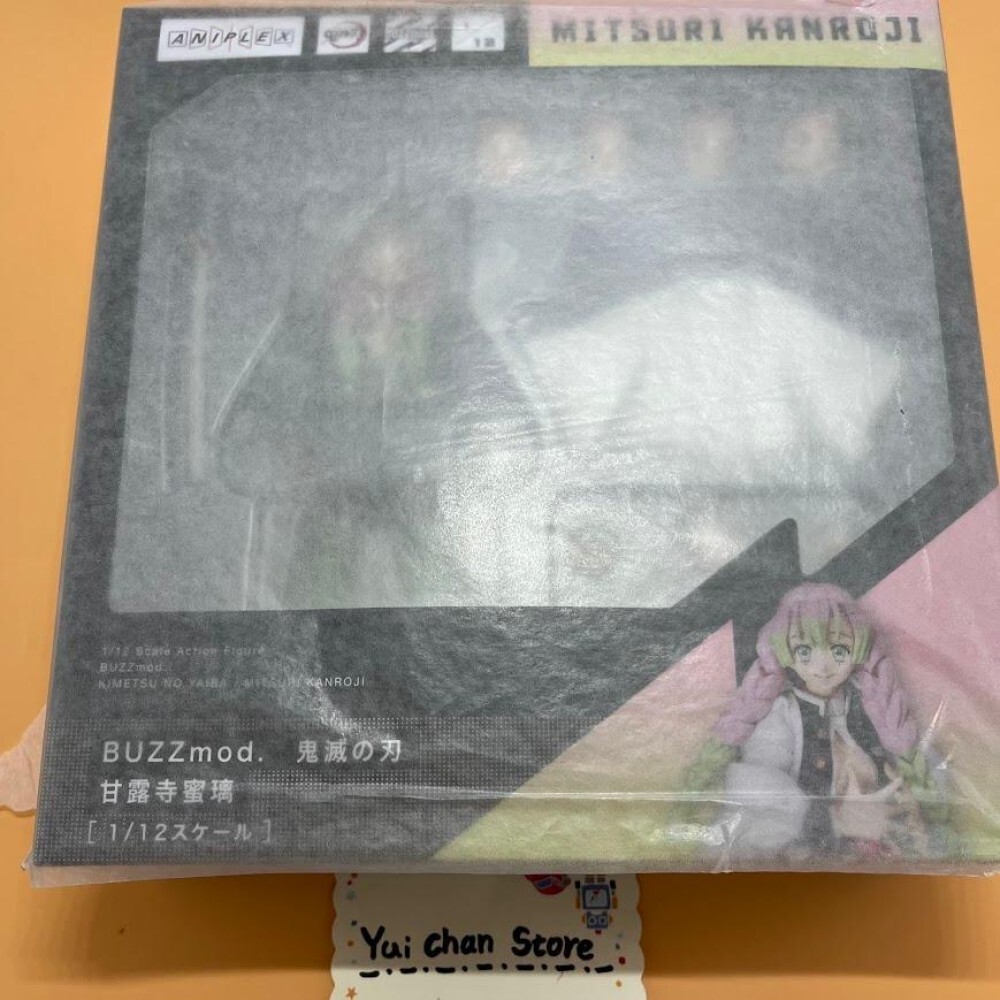 ANIPLEX
MITSURI KANROJI
1/12 Scale Action Figure
BUZZmod.
KIMETSU NO YAIBA / MITSURI KANROJI
BUZZmod. 鬼滅の刃
甘露寺蜜璃
[ 1/12スケール ]
Yui chan Store